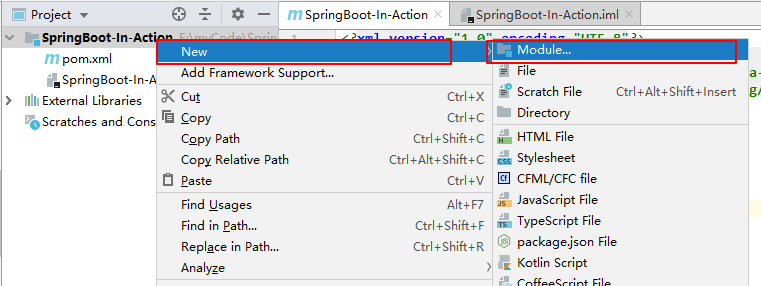 Project
SpringBoot-In-Action
SpringBoot-In-Action.iml
SpringBoot-In-Action E:\myCode\Sprin
1
<?xml version="1.0" encoding="UTF-8"?>
pom.xml
SpringBoot-In-A
External Libraries
Scratches and Cons
New
Add Framework Support...
Cut Ctrl+X
Copy Ctrl+C
Copy Path Ctrl+Shift+C
Copy Relative Path Ctrl+Alt+Shift+C
Paste Ctrl+V
Find Usages Alt+F7
Find in Path... Ctrl+Shift+F
Replace in Path... Ctrl+Shift+R
Analyze
Module...
File
Scratch File Ctrl+Alt+Shift+Insert
Directory
HTML File
Stylesheet
CFML/CFC file
JavaScript File
TypeScript File
package.json File
Kotlin Script
CoffeeScript File